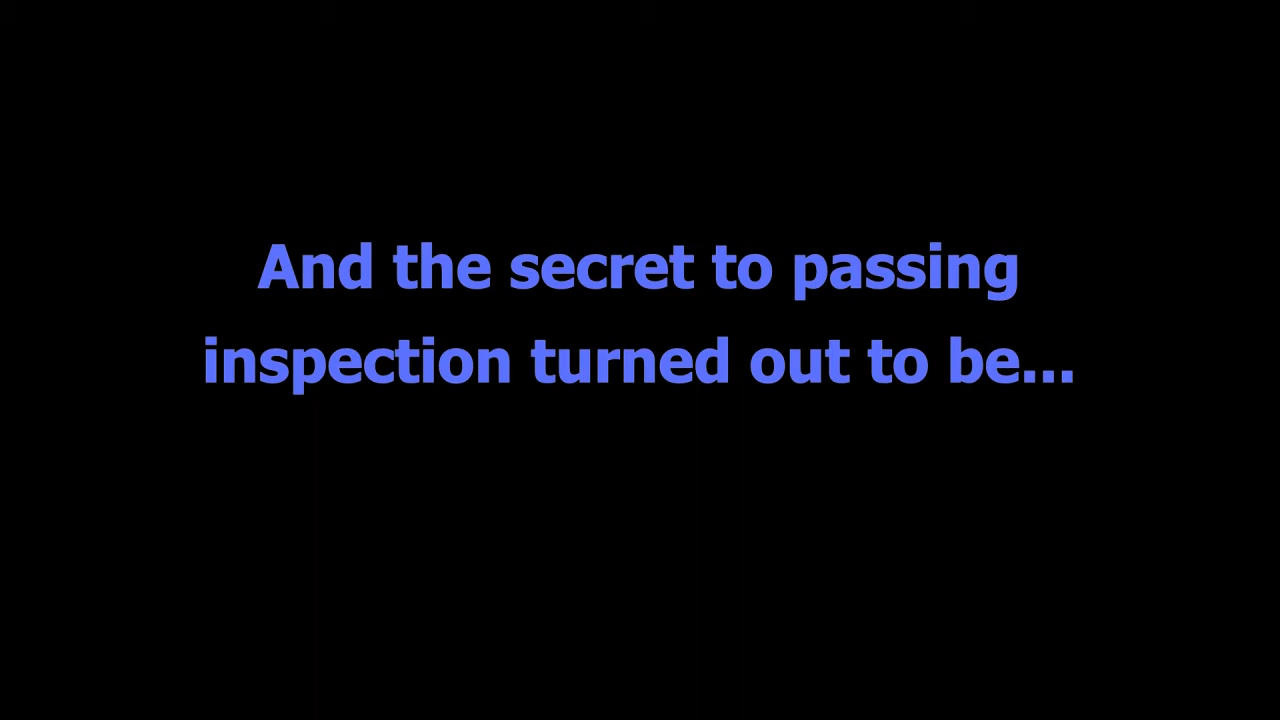 And the secret to passing
inspection turned out to be...